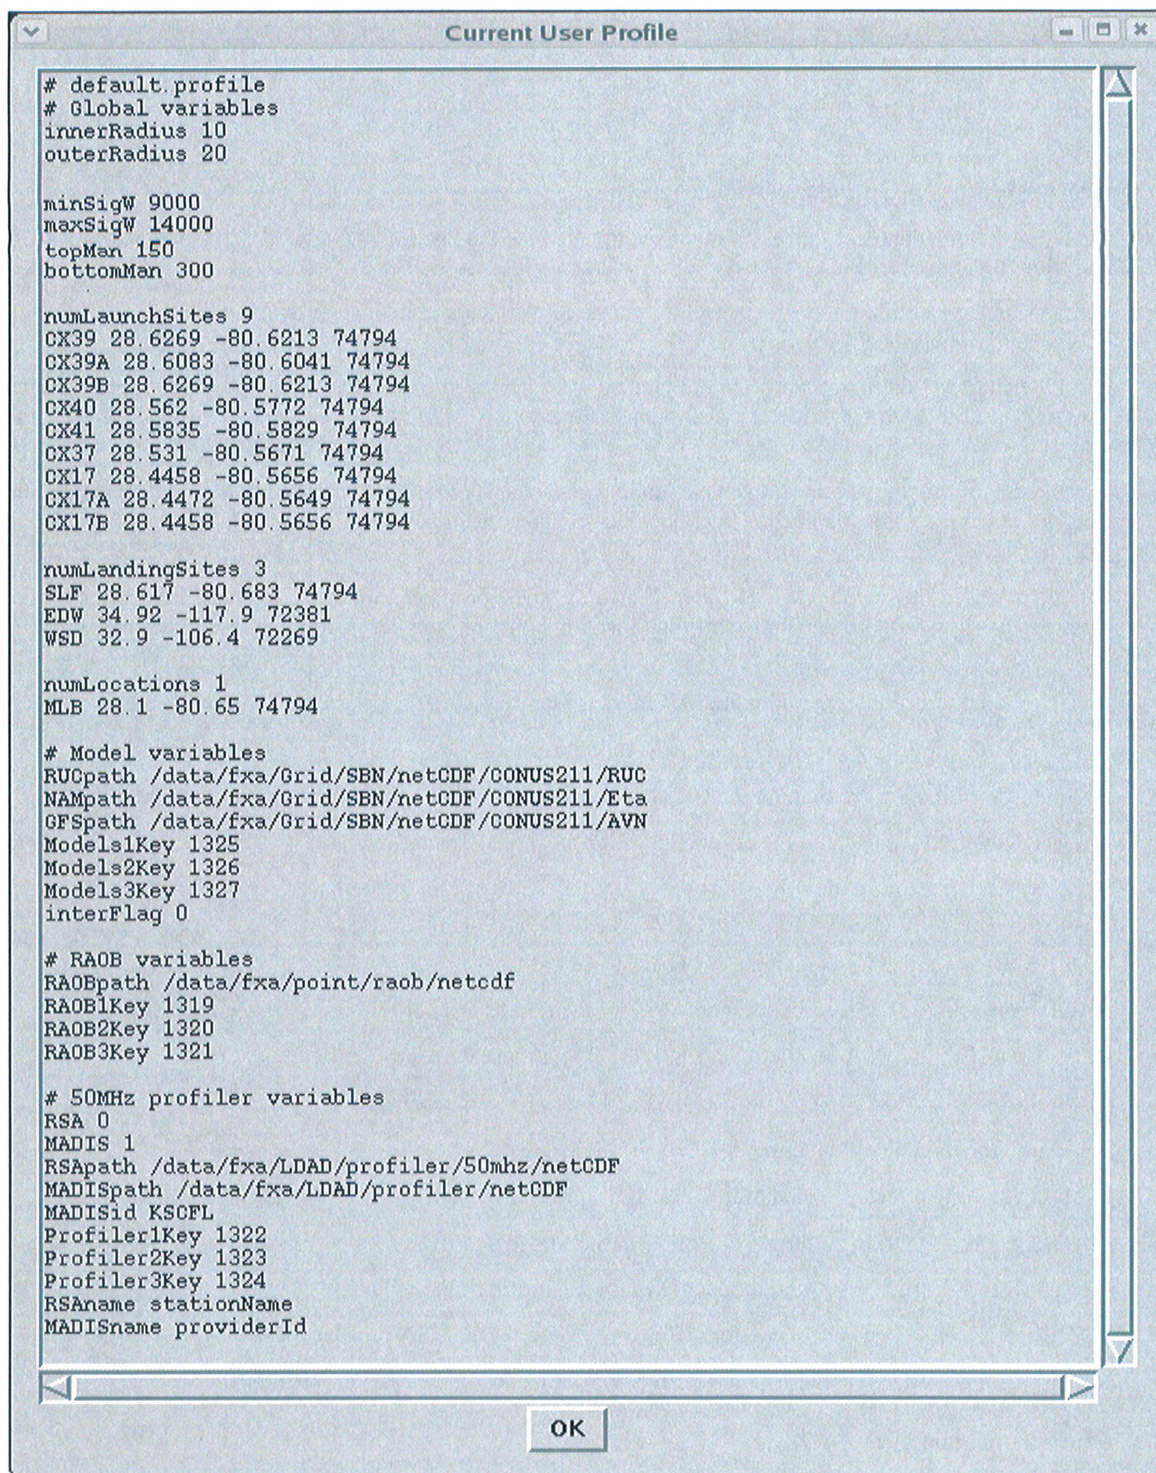 Current User Profile
# default.profile
# Global variables
innerRadius 10
outerRadius 20
minSigW 9000
maxSigW 14000
topMan 150
bottomMan 300
numLaunchSites 9
CX39 28.6269 -80.6213 74794
CX39A 28.6083 -80.6041 74794
CX39B 28.6269 -80.6213 74794
CX40 28.562 -80.5772 74794
CX41 28.5835 -80.5829 74794
CX37 28.531 -80.5671 74794
CX17 28.4458 -80.5656 74794
CX17A 28.4472 -80.5649 74794
CX17B 28.4458 -80.5656 74794
numLandingSites 3
SLF 28.617 -80.683 74794
EDW 34.92 -117.9 72381
WSD 32.9 -106.4 72269
numLocations 1
MLB 28.1 -80.65 74794
# Model variables
RUCpath /data/fxa/Grid/SBN/netCDF/CONUS211/RUC
NAMpath /data/fxa/Grid/SBN/netCDF/CONUS211/Eta
GFSpath /data/fxa/Grid/SBN/netCDF/CONUS211/AVN
Models1Key 1325
Models2Key 1326
Models3Key 1327
interFlag 0
# RAOB variables
RAOBpath /data/fxa/point/raob/netcdf
RAOB1Key 1319
RAOB2Key 1320
RAOB3Key 1321
# 50MHz profiler variables
RSA 0
MADIS 1
RSApath /data/fxa/LDAD/profiler/50mhz/netCDF
MADISpath /data/fxa/LDAD/profiler/netCDF
MADISid KSCFL
Profiler1Key 1322
Profiler2Key 1323
Profiler3Key 1324
RSAname stationName
MADISname providerId
OK